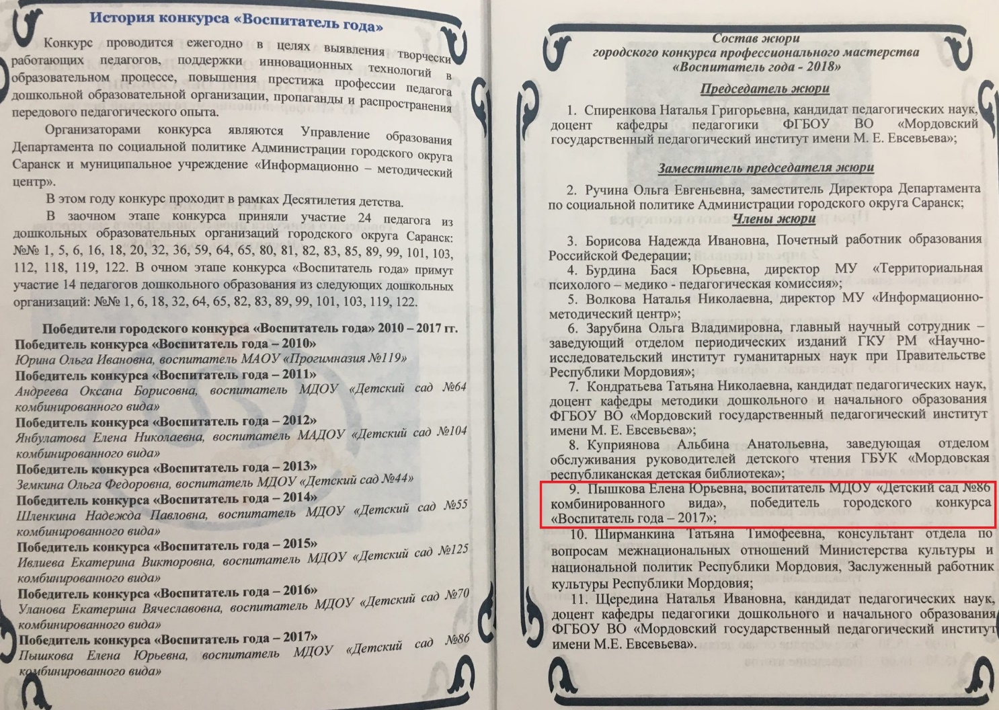 История конкурса «Воспитатель года»
Конкурс проводится ежегодно в целях выявления творчески
работающих педагогов, поддержки инновационных технологий в
образовательном процессе, повышения престижа профессии педагога
дошкольной образовательной организации, пропаганды и распространения
передового педагогического опыта.
Организаторами конкурса являются Управление образования
Департамента по социальной политике Администрации городского округа
Саранск и муниципальное учреждение «Информационно – методический
центр».
В этом году конкурс проходит в рамках Десятилетия детства.
В заочном этапе конкурса приняли участие 24 педагога из
дошкольных образовательных организаций городского округа Саранск:
№№ 1, 5, 6, 16, 18, 20, 32, 36, 59, 64, 65, 80, 81, 82, 83, 85, 89, 99, 101, 103,
112, 118, 119, 122. В очном этапе конкурса «Воспитатель года» примут
участие 14 педагогов дошкольного образования из следующих дошкольных
организаций: №№ 1, 6, 18, 32, 64, 65, 82, 83, 89, 99, 101, 103, 119, 122.
Победители городского конкурса «Воспитатель года» 2010 – 2017 гг.
Победитель конкурса «Воспитатель года – 2010»
Юрина Ольга Ивановна, воспитатель МАОУ «Прогимназия №119»
Победитель конкурса «Воспитатель года – 2011»
Андреева Оксана Борисовна, воспитатель МДОУ «Детский сад №64
комбинированного вида»
Победитель конкурса «Воспитатель года – 2012»
Янбулатова Елена Николаевна, воспитатель МАДОУ «Детский сад №104
комбинированного вида»
Победитель конкурса «Воспитатель года – 2013»
Земкина Ольга Федоровна, воспитатель МДОУ «Детский сад №44»
Победитель конкурса «Воспитатель года – 2014»
Шленкина Надежда Павловна, воспитатель МДОУ «Детский сад №55
комбинированного вида»
Победитель конкурса «Воспитатель года – 2015»
Ивлиева Екатерина Викторовна, воспитатель МДОУ «Детский сад №125
комбинированного вида»
Победитель конкурса «Воспитатель года – 2016»
Уланова Екатерина Вячеславовна, воспитатель МДОУ «Детский сад №70
комбинированного вида»
Победитель конкурса «Воспитатель года – 2017»
Пышкова Елена Юрьевна, воспитатель МДОУ «Детский сад №86
комбинированного вида»
Состав жюри
городского конкурса профессионального мастерства
«Воспитатель года - 2018»
Председатель жюри
1. Спиренкова Наталья Григорьевна, кандидат педагогических наук,
доцент кафедры педагогики ФГБОУ ВО «Мордовский
государственный педагогический институт имени М. Е. Евсевьева»;
Заместитель председателя жюри
2. Ручина Ольга Евгеньевна, заместитель Директора Департамента
по социальной политике Администрации городского округа Саранск;
Члены жюри
3. Борисова Надежда Ивановна, Почетный работник образования
Российской Федерации;
4. Бурдина Бася Юрьевна, директор МУ «Территориальная
психолого – медико - педагогическая комиссия»;
5. Волкова Наталья Николаевна, директор МУ «Информационно-
методический центр»;
6. Зарубина Ольга Владимировна, главный научный сотрудник –
заведующий отделом периодических изданий ГКУ РМ «Научно-
исследовательский институт гуманитарных наук при Правительстве
Республики Мордовия»;
7. Кондратьева Татьяна Николаевна, кандидат педагогических наук,
доцент кафедры методики дошкольного и начального образования
ФГБОУ ВО «Мордовский государственный педагогический институт
имени М. Е. Евсевьева»;
8. Куприянова Альбина Анатольевна, заведующая отделом
обслуживания руководителей детского чтения ГБУК «Мордовская
республиканская детская библиотека»;
9. Пышкова Елена Юрьевна, воспитатель МДОУ «Детский сад №86
комбинированного вида», победитель городского конкурса
«Воспитатель года – 2017»;
10. Ширманкина Татьяна Тимофеевна, консультант отдела по
вопросам межнациональных отношений Министерства культуры и
национальной политик Республики Мордовия, Заслуженный работник
культуры Республики Мордовия;
11. Щередина Наталья Ивановна, кандидат педагогических наук,
доцент кафедры педагогики дошкольного и начального образования
ФГБОУ ВО «Мордовский государственный педагогический институт
имени М.Е. Евсевьева».